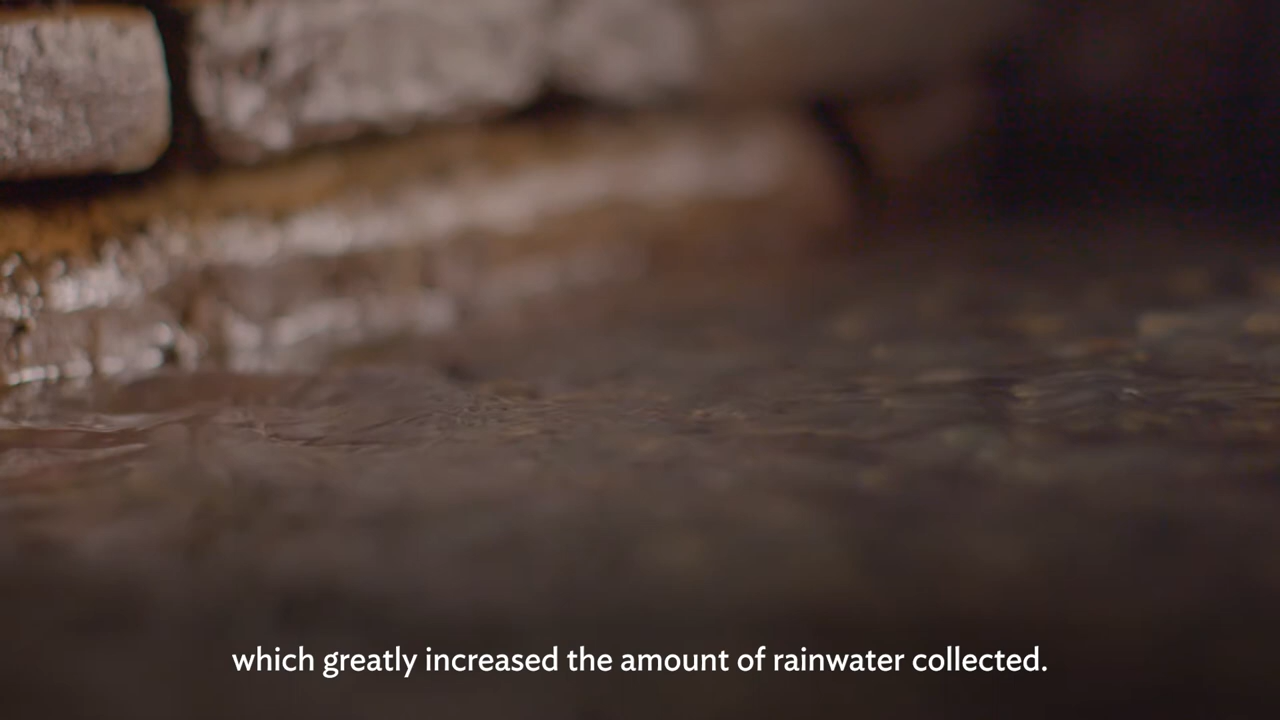 which greatly increased the amount of rainwater collected.